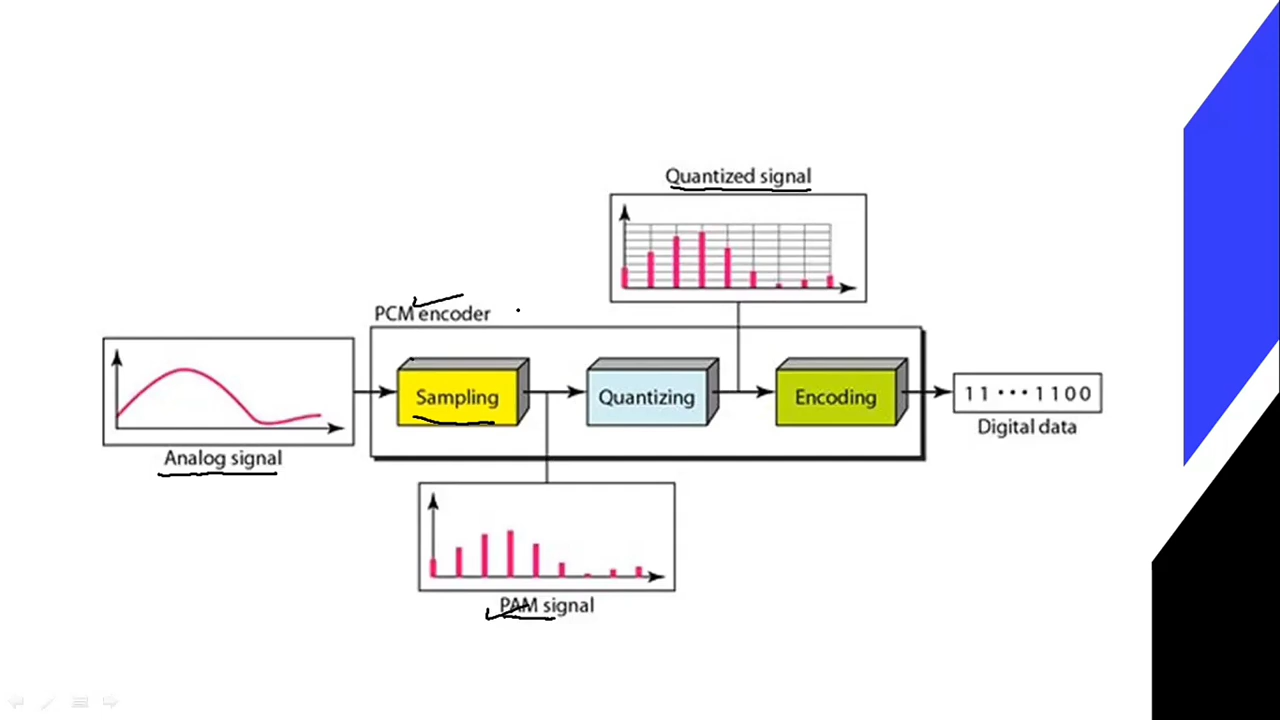 Quantized signal
PCM encoder
Sampling
Quantizing
Encoding
11···1100
Digital data
Analog signal
PAM signal